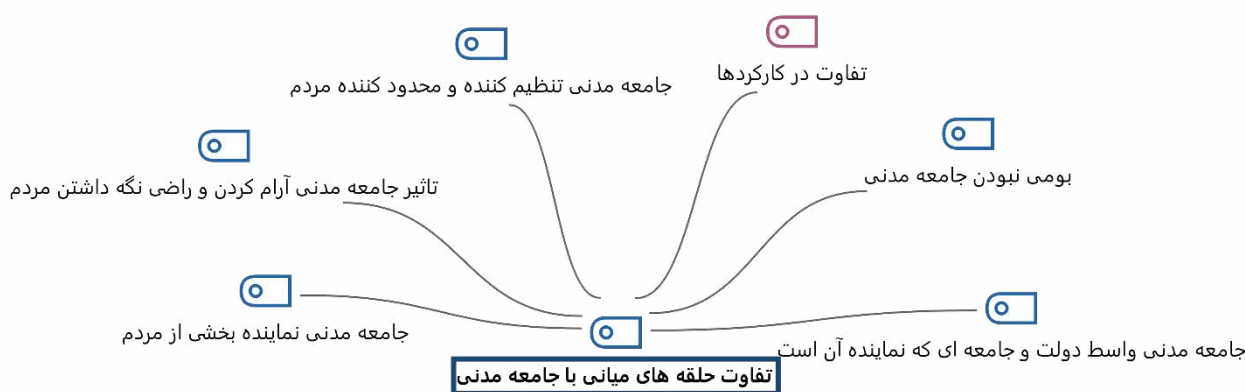 تفاوت در کارکردها
جامعه مدنی تنظیم کننده و محدود کننده مردم
بومی نبودن جامعه مدنی
تاثیر جامعه مدنی آرام کردن و راضی نگه داشتن مردم
جامعه مدنی نماینده بخشی از مردم
جامعه مدنی واسط دولت و جامعه ای که نماینده آن است
تفاوت حلقه های میانی با جامعه مدنی